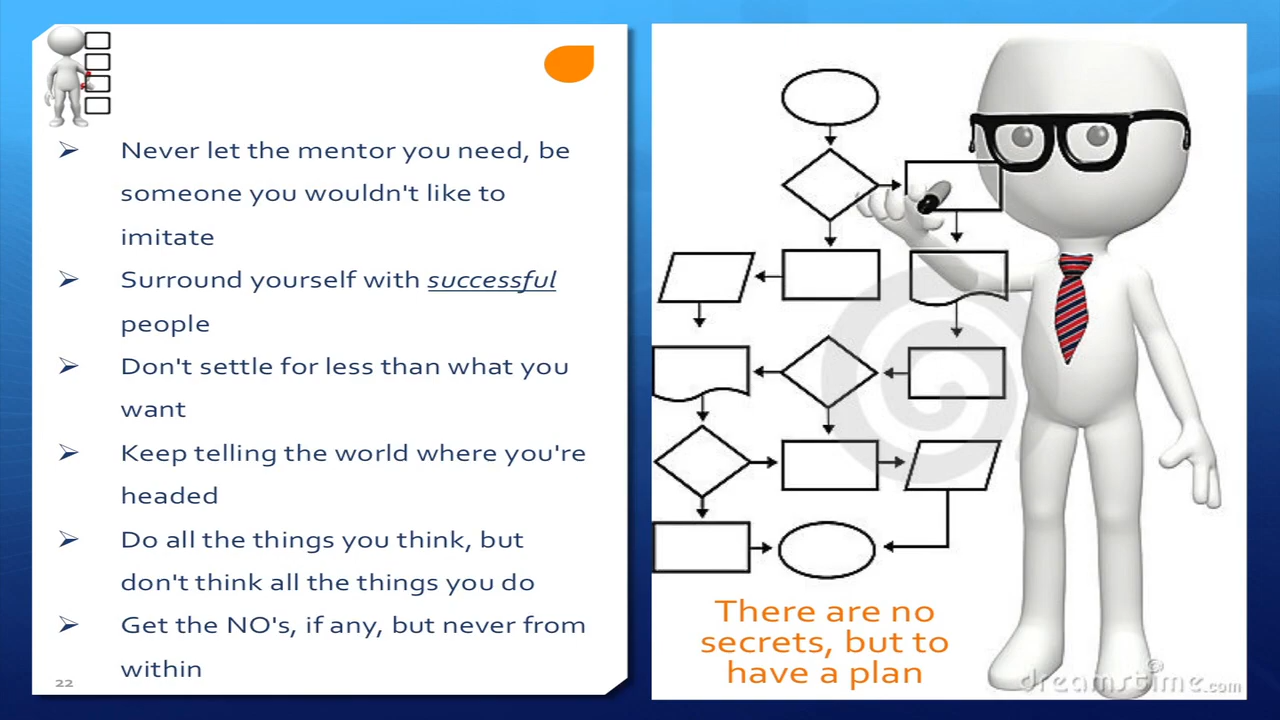 Never let the mentor you need, be
someone you wouldn't like to
imitate
Surround yourself with successful
people
Don't settle for less than what you
want
Keep telling the world where you're
headed
Do all the things you think, but
don't think all the things you do
Get the NO's, if any, but never from
within
22
There are no
secrets, but to
have a plan
dreamstime.com